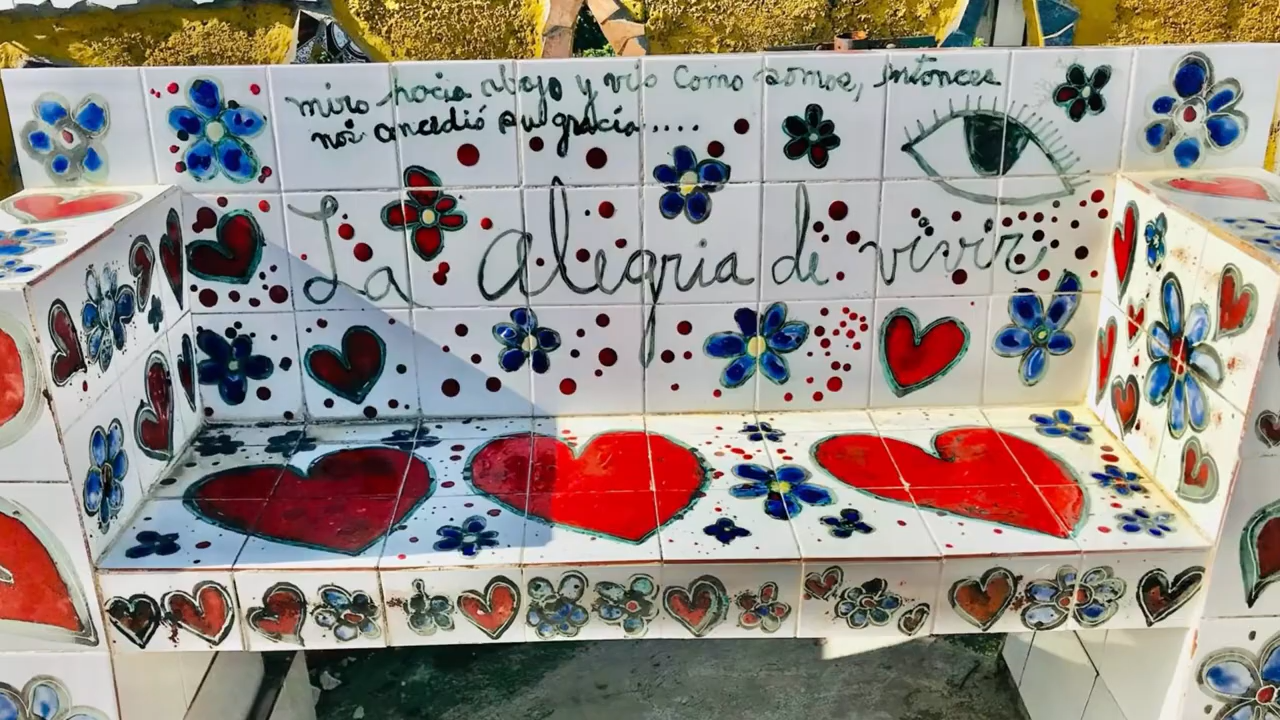 miro hacia abajo y vio como somos, entonces
nos concedió su gracia....
La Alegria de vivir